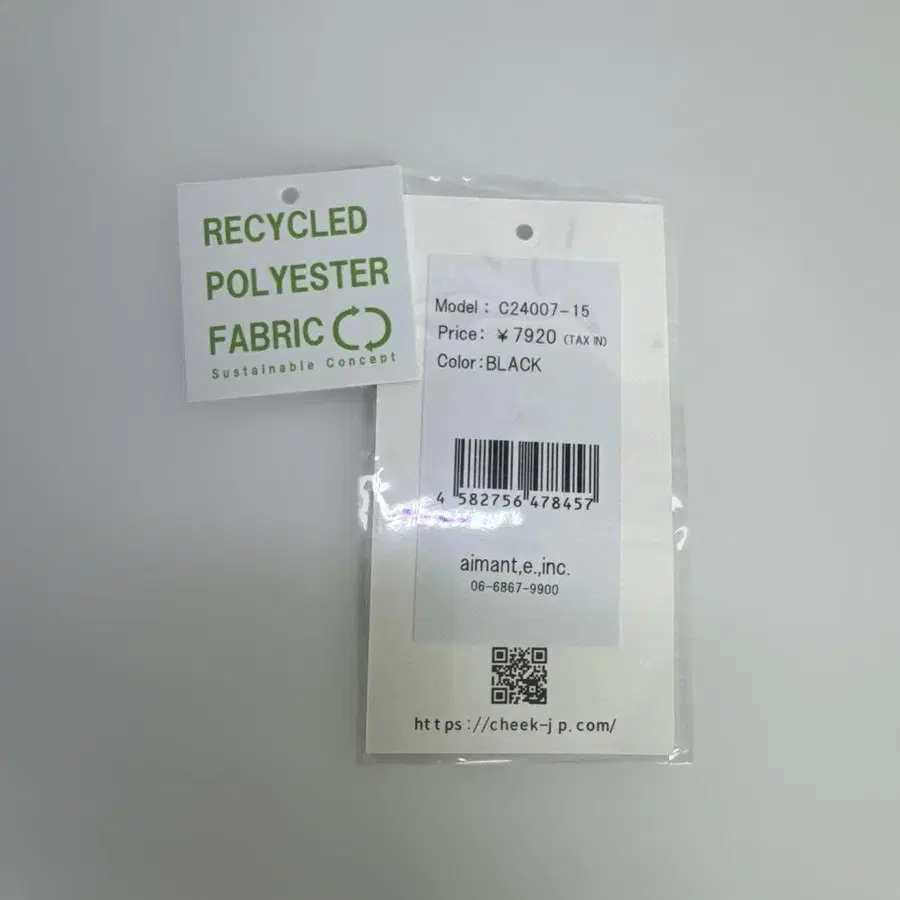 RECYCLED
POLYESTER
FABRIC
Sustainable Concept
Model : C24007-15
Price: ¥7920 (TAX IN)
Color:BLACK
4 582756 478457
aimant,e.,inc.
06-6867-9900
https://cheek-jp.com/